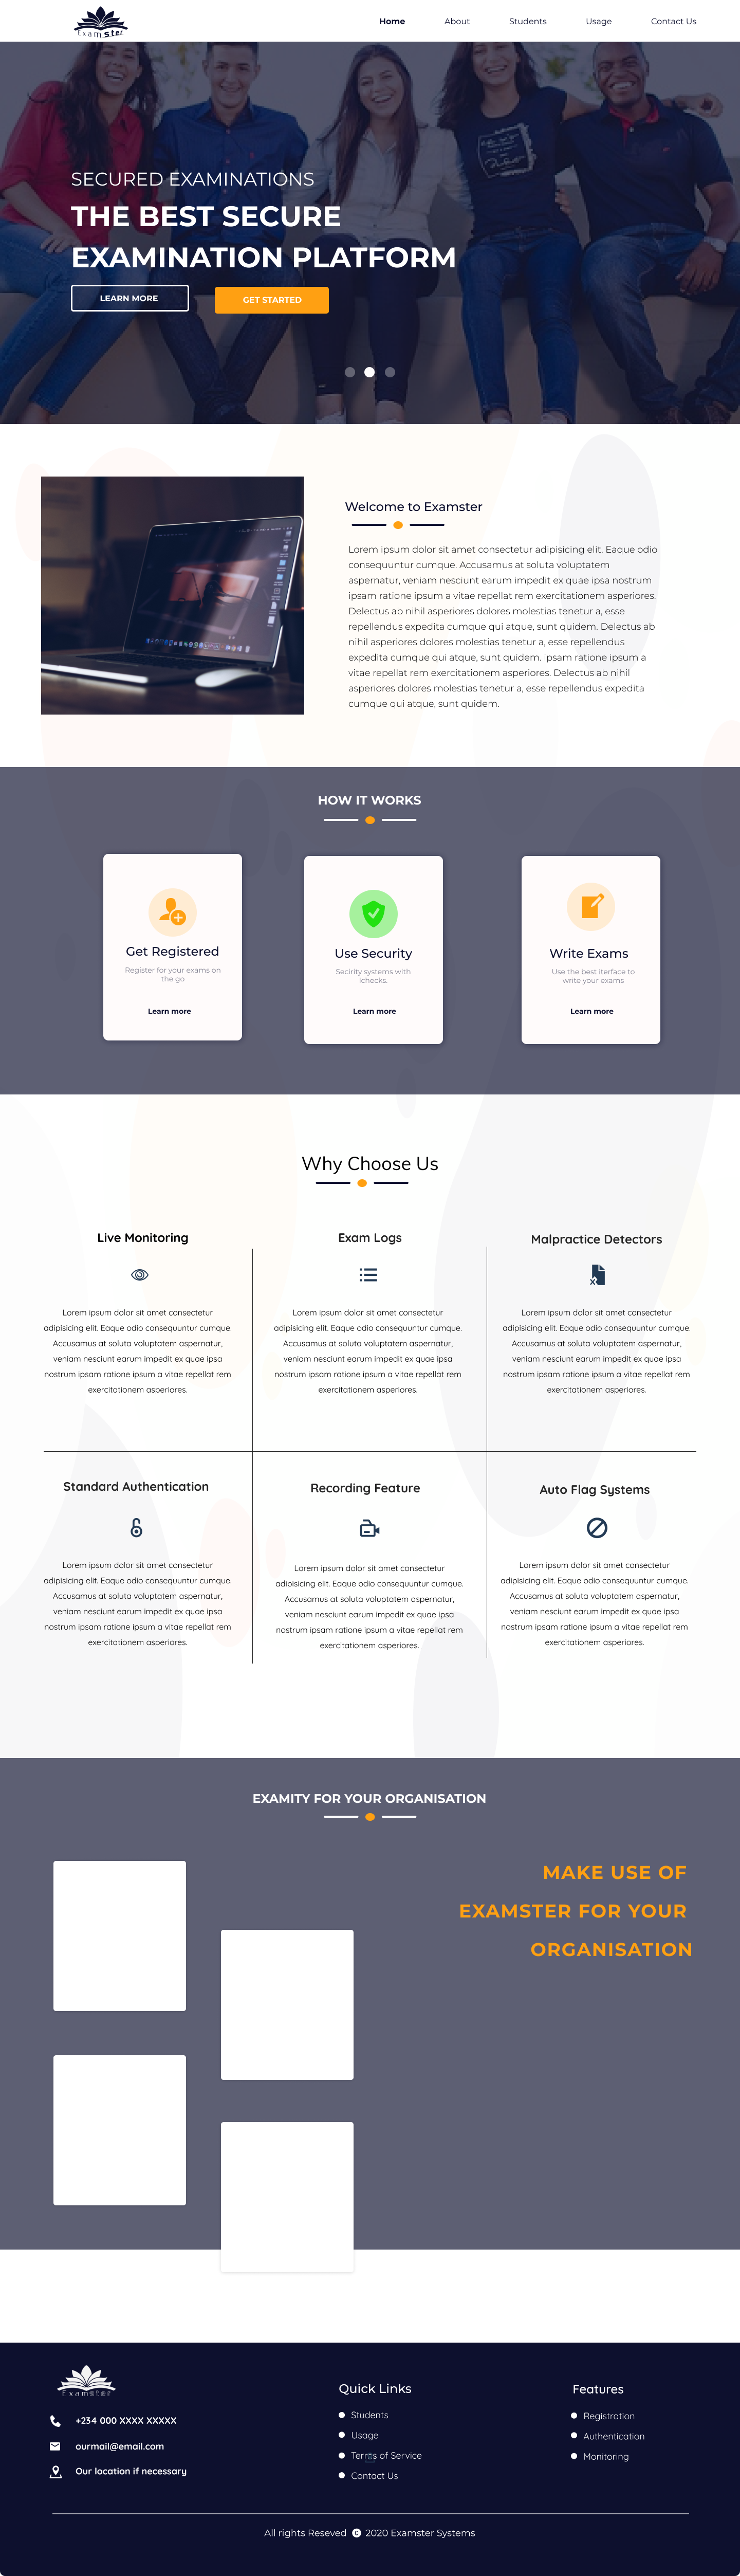 Examster
Home About Students Usage Contact Us
SECURED EXAMINATIONS
THE BEST SECURE
EXAMINATION PLATFORM
LEARN MORE GET STARTED
Welcome to Examster
Lorem ipsum dolor sit amet consectetur adipisicing elit. Eaque odio
consequuntur cumque. Accusamus at soluta voluptatem
aspernatur, veniam nesciunt earum impedit ex quae ipsa nostrum
ipsam ratione ipsum a vitae repellat rem exercitationem asperiores.
Delectus ab nihil asperiores dolores molestias tenetur a, esse
repellendus expedita cumque qui atque, sunt quidem. Delectus ab
nihil asperiores dolores molestias tenetur a, esse repellendus
expedita cumque qui atque, sunt quidem. ipsam ratione ipsum a
vitae repellat rem exercitationem asperiores. Delectus ab nihil
asperiores dolores molestias tenetur a, esse repellendus expedita
cumque qui atque, sunt quidem.
HOW IT WORKS
Get Registered
Register for your exams on
the go
Learn more
Use Security
Secirity systems with
lchecks.
Learn more
Write Exams
Use the best iterface to
write your exams
Learn more
Why Choose Us
Live Monitoring
Lorem ipsum dolor sit amet consectetur
adipisicing elit. Eaque odio consequuntur cumque.
Accusamus at soluta voluptatem aspernatur,
veniam nesciunt earum impedit ex quae ipsa
nostrum ipsam ratione ipsum a vitae repellat rem
exercitationem asperiores.
Exam Logs
Lorem ipsum dolor sit amet consectetur
adipisicing elit. Eaque odio consequuntur cumque.
Accusamus at soluta voluptatem aspernatur,
veniam nesciunt earum impedit ex quae ipsa
nostrum ipsam ratione ipsum a vitae repellat rem
exercitationem asperiores.
Malpractice Detectors
Lorem ipsum dolor sit amet consectetur
adipisicing elit. Eaque odio consequuntur cumque.
Accusamus at soluta voluptatem aspernatur,
veniam nesciunt earum impedit ex quae ipsa
nostrum ipsam ratione ipsum a vitae repellat rem
exercitationem asperiores.
Standard Authentication
Lorem ipsum dolor sit amet consectetur
adipisicing elit. Eaque odio consequuntur cumque.
Accusamus at soluta voluptatem aspernatur,
veniam nesciunt earum impedit ex quae ipsa
nostrum ipsam ratione ipsum a vitae repellat rem
exercitationem asperiores.
Recording Feature
Lorem ipsum dolor sit amet consectetur
adipisicing elit. Eaque odio consequuntur cumque.
Accusamus at soluta voluptatem aspernatur,
veniam nesciunt earum impedit ex quae ipsa
nostrum ipsam ratione ipsum a vitae repellat rem
exercitationem asperiores.
Auto Flag Systems
Lorem ipsum dolor sit amet consectetur
adipisicing elit. Eaque odio consequuntur cumque.
Accusamus at soluta voluptatem aspernatur,
veniam nesciunt earum impedit ex quae ipsa
nostrum ipsam ratione ipsum a vitae repellat rem
exercitationem asperiores.
EXAMITY FOR YOUR ORGANISATION
MAKE USE OF
EXAMSTER FOR YOUR
ORGANISATION
Examster
+234 000 XXXX XXXXX
ourmail@email.com
Our location if necessary
Quick Links
Students
Usage
Terms of Service
Contact Us
Features
Registration
Authentication
Monitoring
All rights Reseved © 2020 Examster Systems